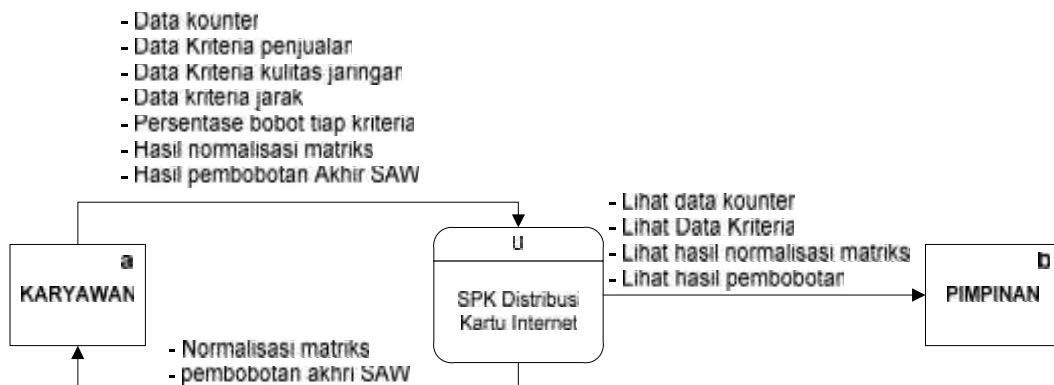 - Data kounter
- Data Kriteria penjualan
- Data Kriteria kulitas jaringan
- Data kriteria jarak
- Persentase bobot tiap kriteria
- Hasil normalisasi matriks
- Hasil pembobotan Akhir SAW
- Lihat data kounter
- Lihat Data Kriteria
- Lihat hasil normalisasi matriks
- Lihat hasil pembobotan
a
KARYAWAN
SPK Distribusi
Kartu Internet
b
PIMPINAN
- Normalisasi matriks
- pembobotan akhri SAW